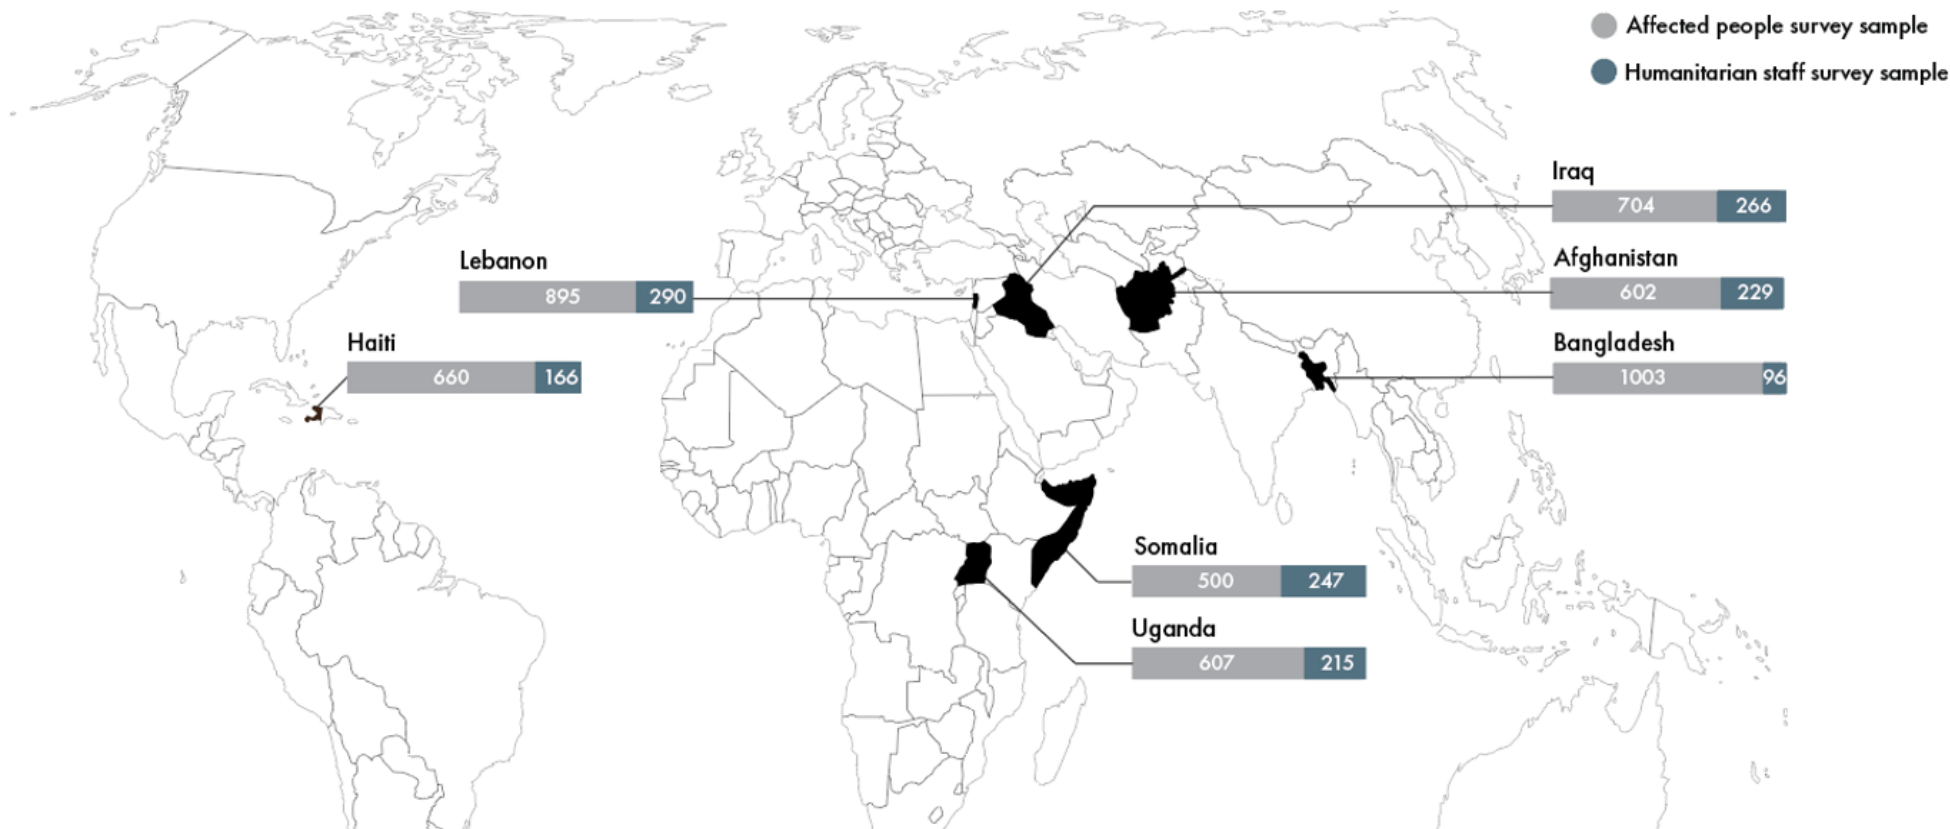 Affected people survey sample
Humanitarian staff survey sample
Iraq
704 266
Lebanon
895 290
Afghanistan
602 229
Haiti
660 166
Bangladesh
1003 96
Somalia
500 247
Uganda
607 215